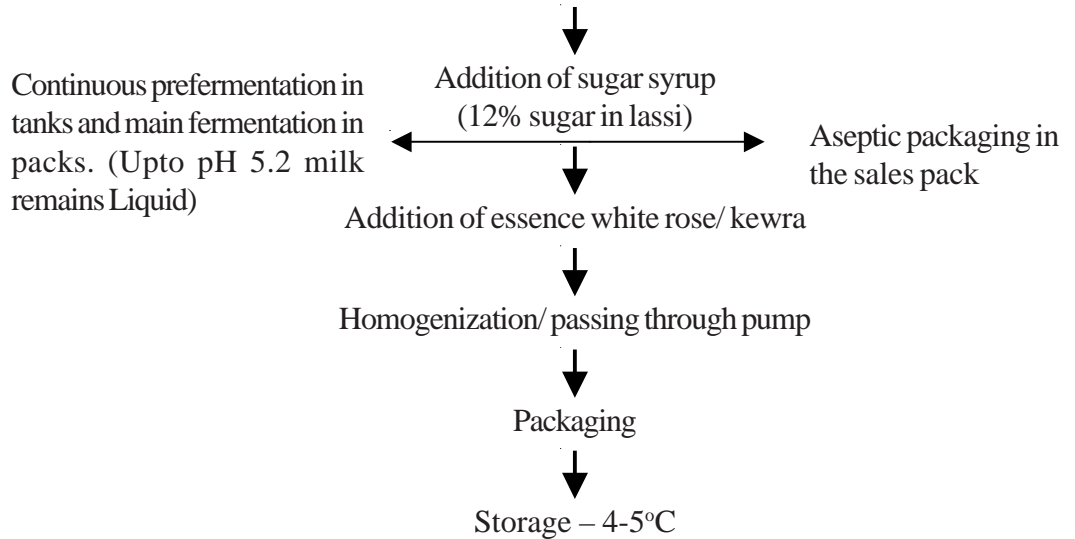 Continuous prefermentation in
tanks and main fermentation in
packs. (Upto pH 5.2 milk
remains Liquid)
Addition of sugar syrup
(12% sugar in lassi)
Aseptic packaging in
the sales pack
Addition of essence white rose/ kewra
Homogenization/ passing through pump
Packaging
Storage – 4-5°C